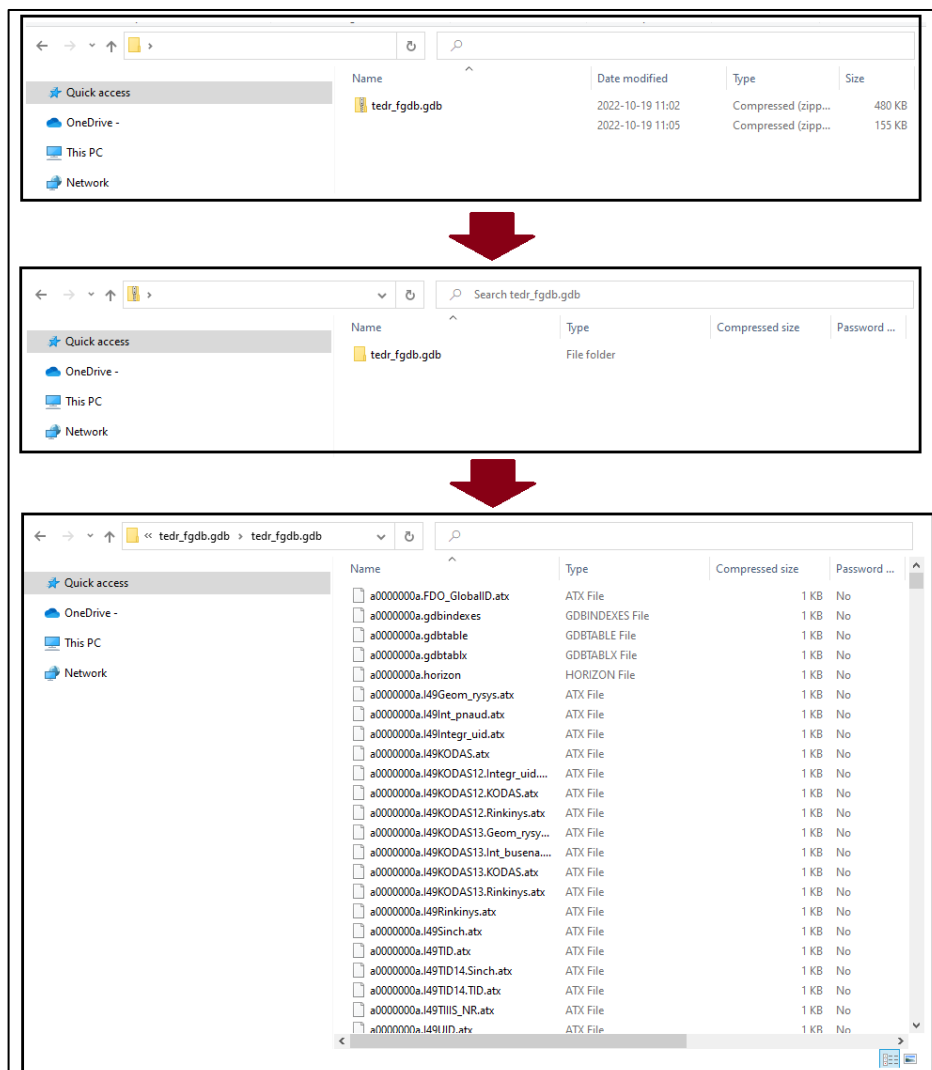 Name Date modified Type Size
Quick access
tedr_fgdb.gdb 2022-10-19 11:02 Compressed (zipp... 480 KB
OneDrive -
2022-10-19 11:05 Compressed (zipp... 155 KB
This PC
Network
Search tedr_fgdb.gdb
Name Type Compressed size Password ...
Quick access
tedr_fgdb.gdb File folder
OneDrive -
This PC
Network
« tedr_fgdb.gdb > tedr_fgdb.gdb
Name Type Compressed size Password ...
Quick access
a0000000a.FDO_GlobalID.atx ATX File 1 KB No
OneDrive -
a0000000a.gdbindexes GDBINDEXES File 1 KB No
a0000000a.gdbtable GDBTABLE File 1 KB No
This PC
a0000000a.gdbtablx GDBTABLX File 1 KB No
Network
a0000000a.horizon HORIZON File 1 KB No
a0000000a.I49Geom_rysys.atx ATX File 1 KB No
a0000000a.I49Int_pnaud.atx ATX File 1 KB No
a0000000a.I49Integr_uid.atx ATX File 1 KB No
a0000000a.I49KODAS.atx ATX File 1 KB No
a0000000a.I49KODAS12.Integr_uid.... ATX File 1 KB No
a0000000a.I49KODAS12.KODAS.atx ATX File 1 KB No
a0000000a.I49KODAS12.Rinkinys.atx ATX File 1 KB No
a0000000a.I49KODAS13.Geom_rysy... ATX File 1 KB No
a0000000a.I49KODAS13.Int_busena.... ATX File 1 KB No
a0000000a.I49KODAS13.KODAS.atx ATX File 1 KB No
a0000000a.I49KODAS13.Rinkinys.atx ATX File 1 KB No
a0000000a.I49Rinkinys.atx ATX File 1 KB No
a0000000a.I49Sinch.atx ATX File 1 KB No
a0000000a.I49TID.atx ATX File 1 KB No
a0000000a.I49TID14.Sinch.atx ATX File 1 KB No
a0000000a.I49TID14.TID.atx ATX File 1 KB No
a0000000a.I49TIIIS_NR.atx ATX File 1 KB No
a0000000a.I49UID.atx ATX File 1 KB No